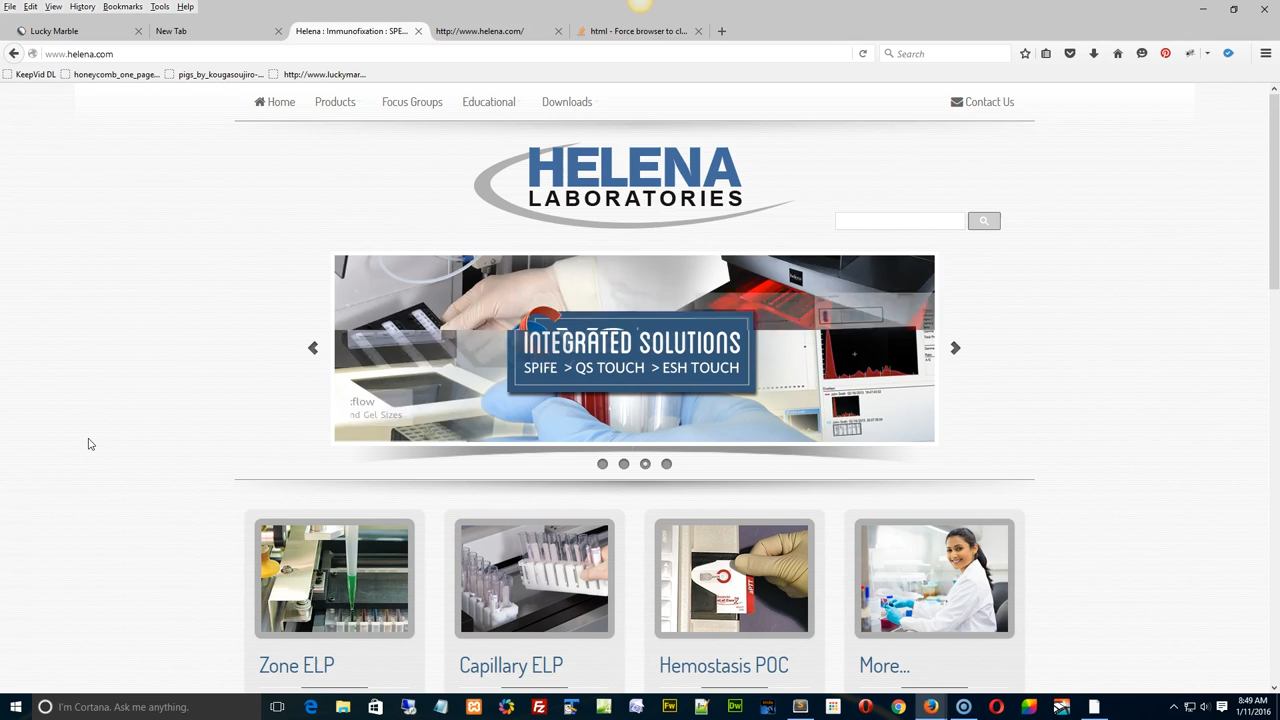 File Edit View History Bookmarks Tools Help
Lucky Marble
New Tab
Helena : Immunofixation : SPE...
http://www.helena.com/
html - Force browser to cl...
www.helena.com
Search
KeepVid DL
honeycomb_one_page...
pigs_by_kougasoujiro-...
http://www.luckymar...
Home Products Focus Groups Educational Downloads
Contact Us
HELENA
LABORATORIES
INTEGRATED SOLUTIONS
SPIFE > QS TOUCH > ESH TOUCH
:flow
nd Gel Sizes
Zone ELP
Capillary ELP
Hemostasis POC
More...
I'm Cortana. Ask me anything.
8:49 AM
1/11/2016